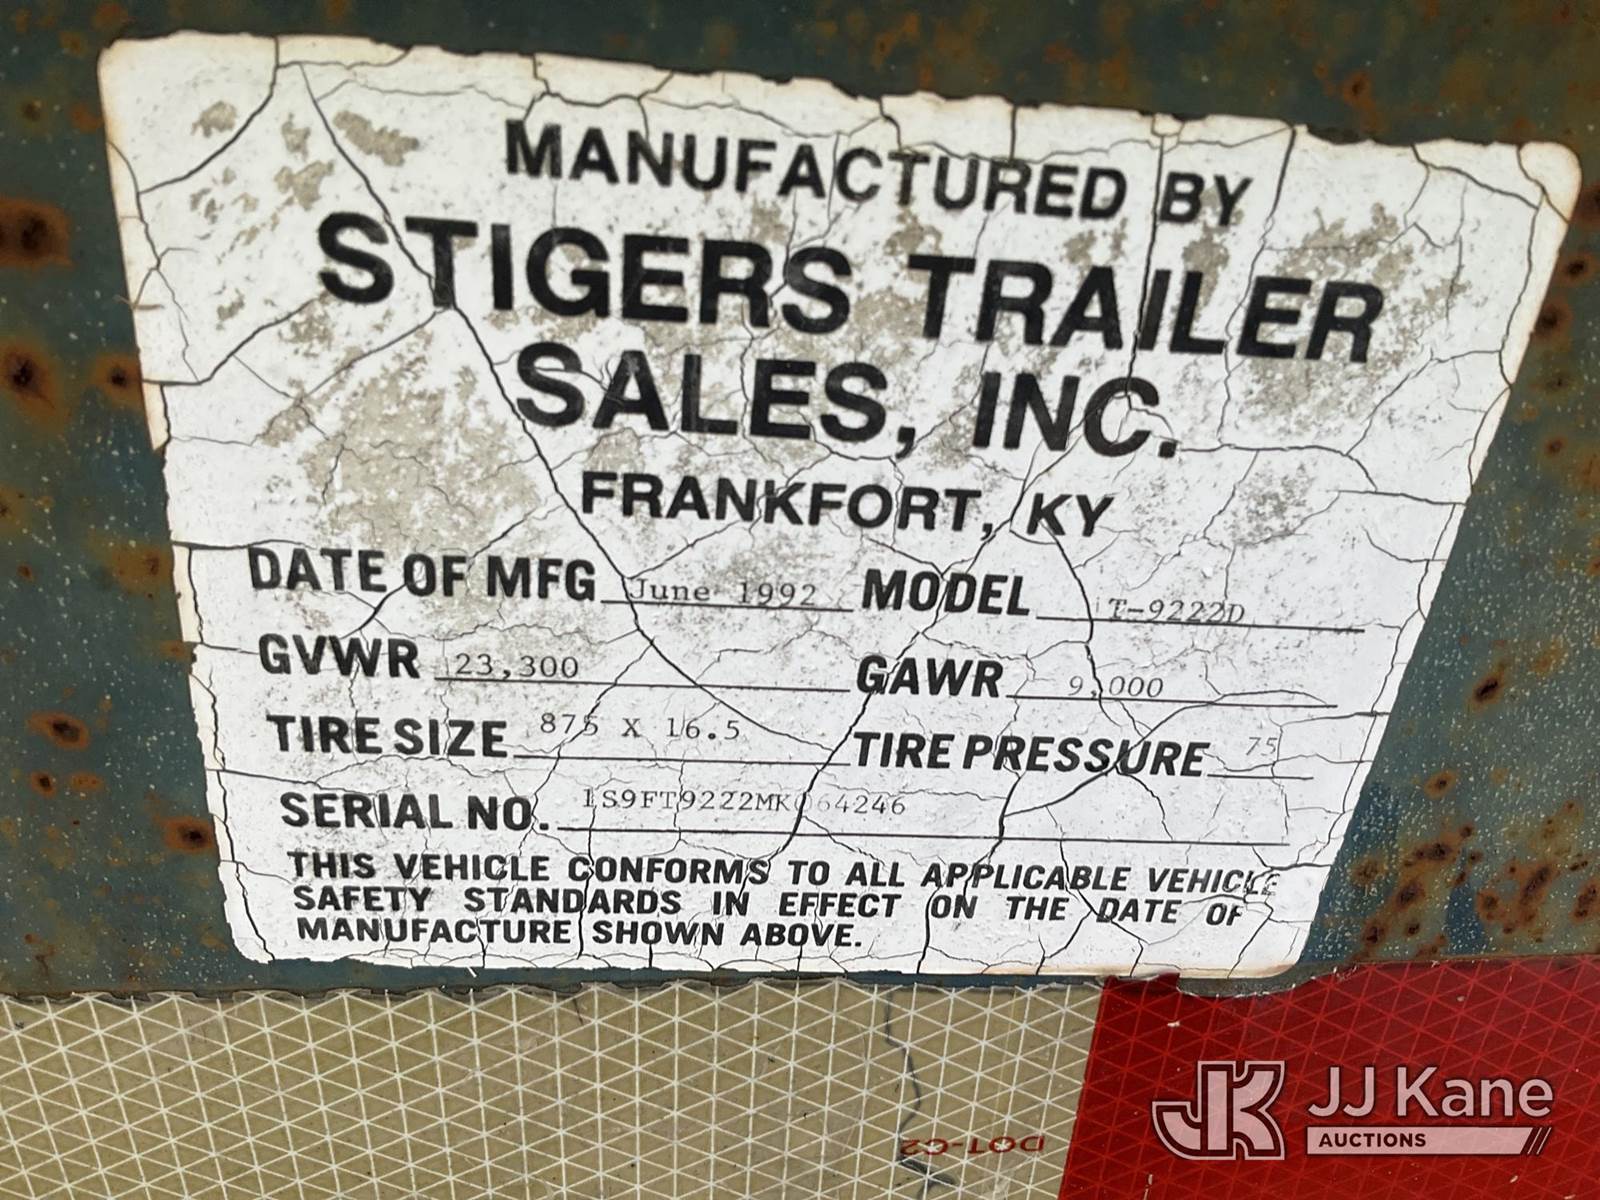 MANUFACTURED BY
STIGERS TRAILER
SALES, INC.
FRANKFORT, KY
DATE OF MFG June 1992 MODEL T-9222D
GVWR 23,300 GAWR 9,000
TIRE SIZE 875 X 16.5 TIRE PRESSURE 75
SERIAL NO. 1S9FT9222MK064246
THIS VEHICLE CONFORMS TO ALL APPLICABLE VEHICLE
SAFETY STANDARDS IN EFFECT ON THE DATE OF
MANUFACTURE SHOWN ABOVE.
DOT-C2
JK JJ Kane
AUCTIONS